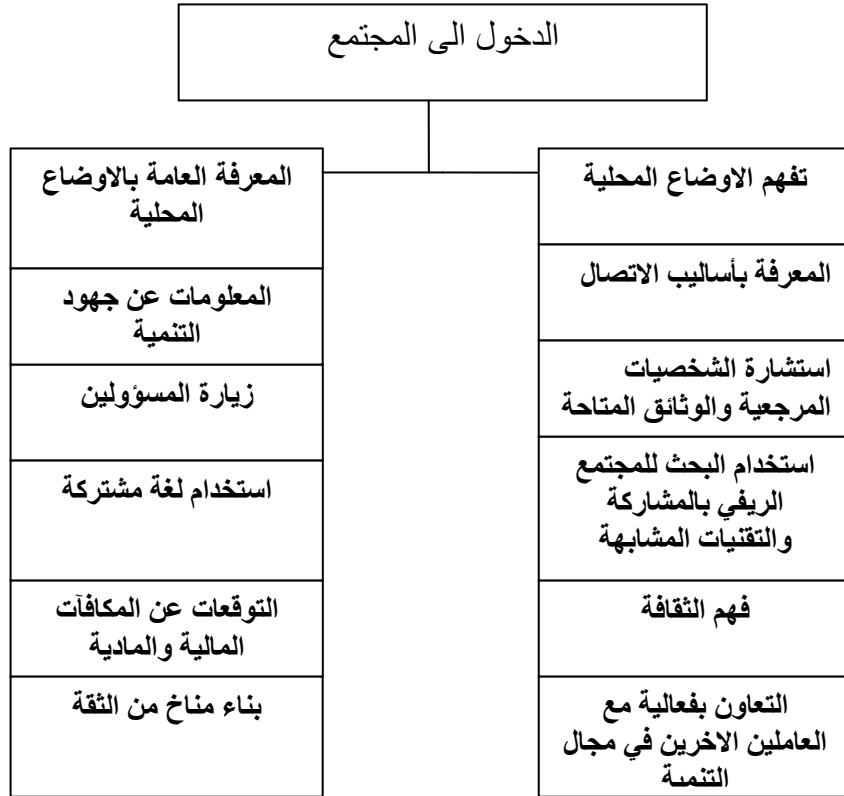 الدخول الى المجتمع
تفهم الاوضاع المحلية
المعرفة بأساليب الاتصال
استشارة الشخصيات
المرجعية والوثائق المتاحة
استخدام البحث للمجتمع
الريفي بالمشاركة
والتقنيات المشابهة
فهم الثقافة
التعاون بفعالية مع
العاملين الاخرين في مجال
التنمية
المعرفة العامة بالاوضاع
المحلية
المعلومات عن جهود
التنمية
زيارة المسؤولين
استخدام لغة مشتركة
التوقعات عن المكافآت
المالية والمادية
بناء مناخ من الثقة